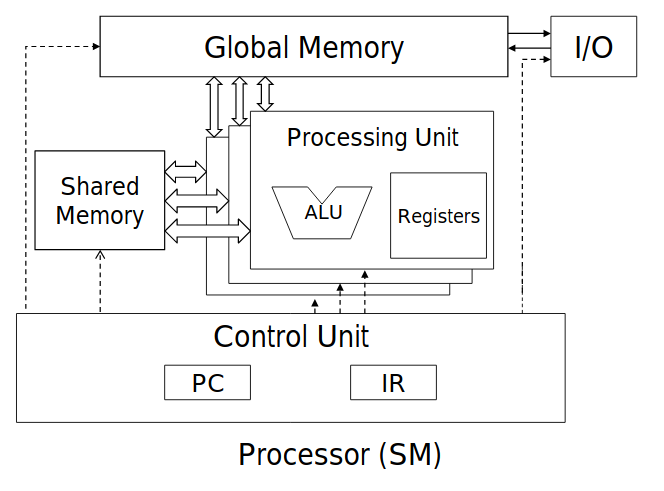 Global Memory
I/O
Processing Unit
Shared
Memory
ALU
Registers
Control Unit
PC
IR
Processor (SM)